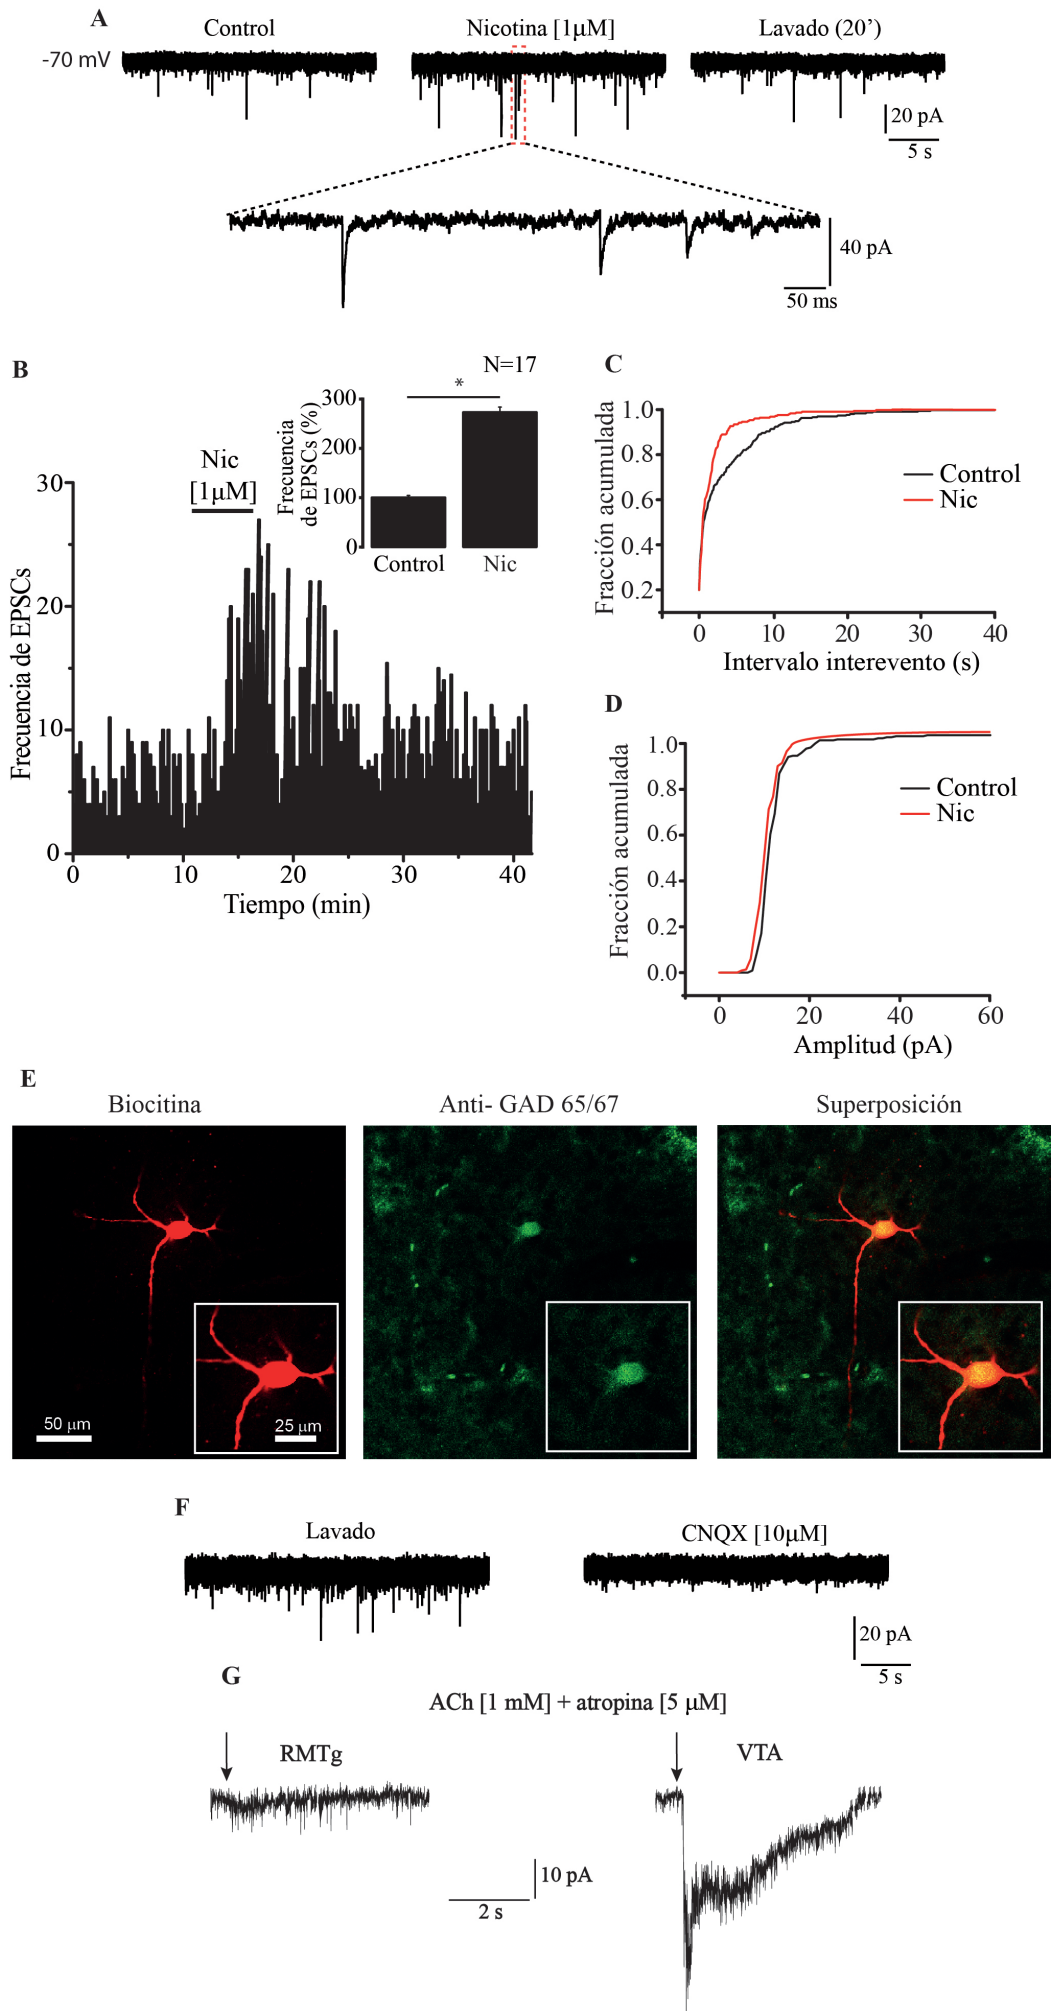 A
Control
Nicotina [1μM]
Lavado (20’)
-70 mV
20 pA
5 s
40 pA
50 ms
B
N=17
*
Frecuencia
de EPSCs (%)
300
200
100
0
Control
Nic
Nic
[1μM]
Frecuencia de EPSCs
30
20
10
0
0
10
20
30
40
Tiempo (min)
C
Fracción acumulada
1.0
0.8
0.6
0.4
0.2
Control
Nic
0
10
20
30
40
Intervalo interevento (s)
D
Fracción acumulada
1.0
0.8
0.6
0.4
0.2
0.0
Control
Nic
0
20
40
60
Amplitud (pA)
E
Biocitina
Anti- GAD 65/67
Superposición
50 μm
25 μm
F
Lavado
CNQX [10μM]
20 pA
5 s
G
ACh [1 mM] + atropina [5 μM]
RMTg
VTA
10 pA
2 s